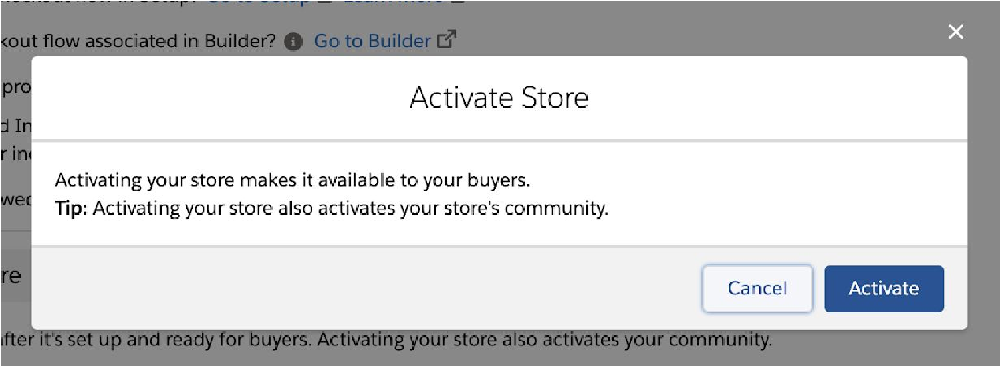 kout flow associated in Builder? Go to Builder
pro
Activate Store
d In
r in
Activating your store makes it available to your buyers.
wed
Tip: Activating your store also activates your store's community.
re
Cancel
Activate
after it's set up and ready for buyers. Activating your store also activates your community.